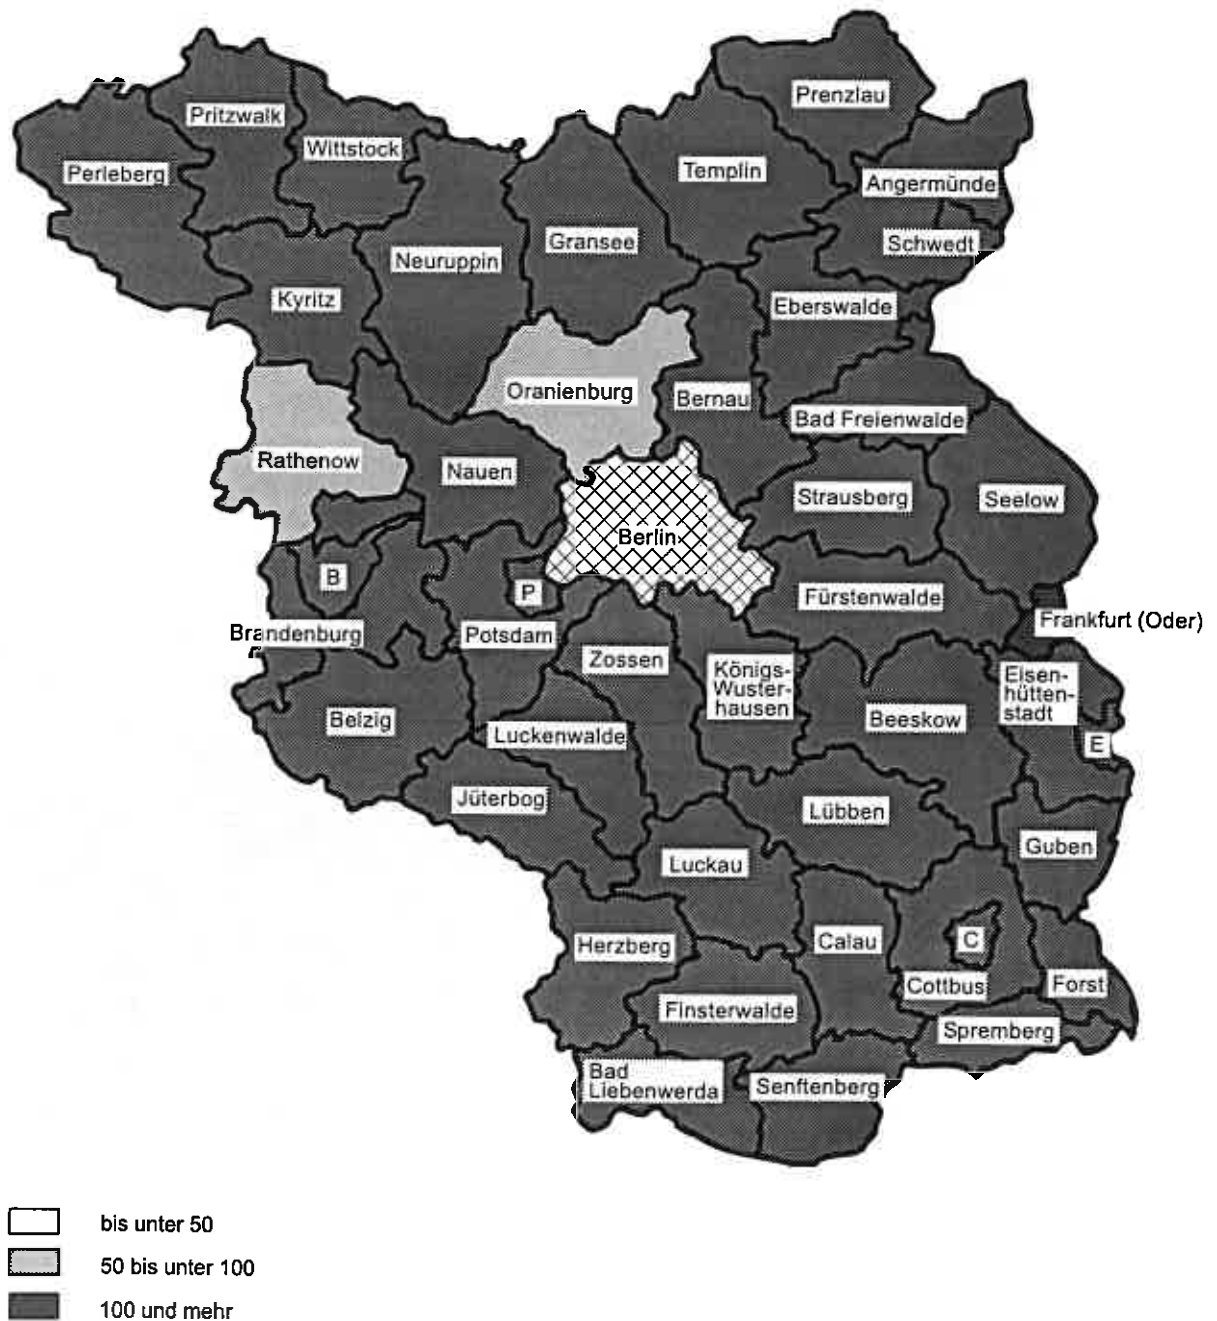 Prenzlau
Pritzwalk
Wittstock
Perleberg
Templin
Angermünde
Gransee
Schwedt
Neuruppin
Kyritz
Eberswalde
Oranienburg
Bernau
Bad Freienwalde
Rathenow
Nauen
Strausberg
Seelow
Berlin
B
P
Fürstenwalde
Frankfurt (Oder)
Brandenburg
Potsdam
Zossen
Königs-
Wuster-
hausen
Eisen-
hütten-
stadt
Belzig
Beeskow
Luckenwalde
E
Jüterbog
Lübben
Guben
Luckau
Herzberg
Calau
C
Cottbus
Forst
Finsterwalde
Spremberg
Bad
Liebenwerda
Senftenberg
bis unter 50
50 bis unter 100
100 und mehr